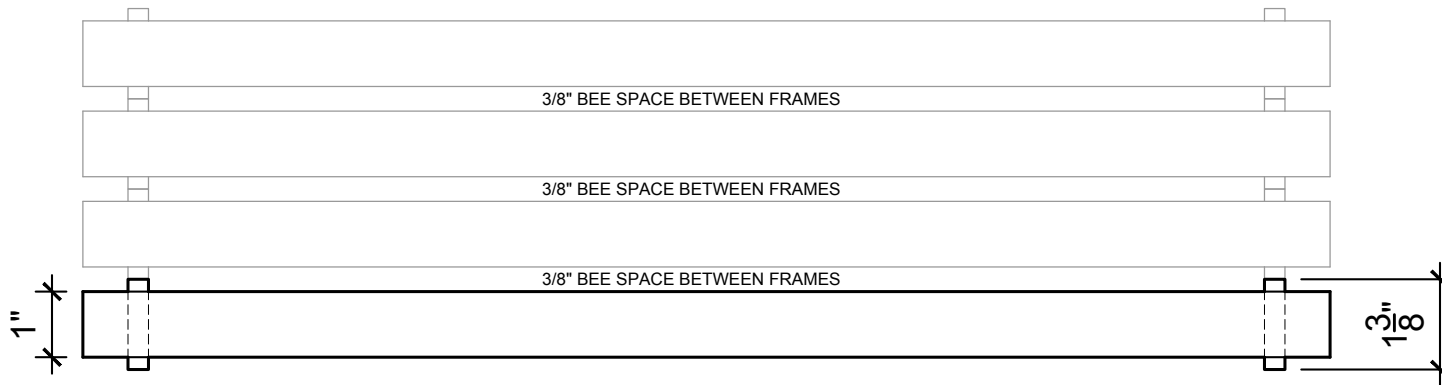 3/8" BEE SPACE BETWEEN FRAMES
3/8" BEE SPACE BETWEEN FRAMES
3/8" BEE SPACE BETWEEN FRAMES
1"
1 3/8"